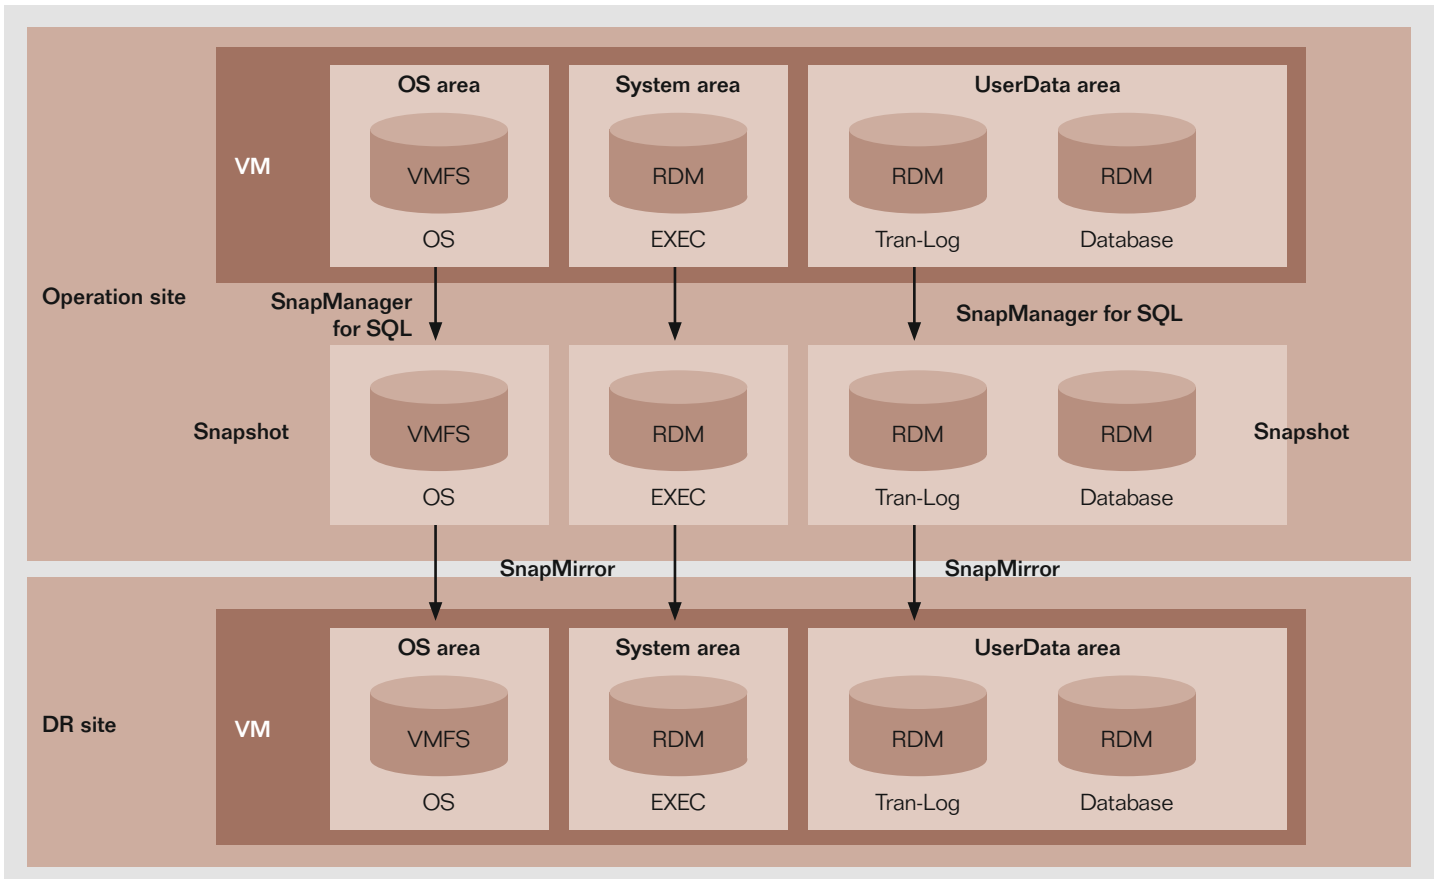 OS area
System area
UserData area
VM
VMFS
RDM
RDM
RDM
OS
EXEC
Tran-Log
Database
Operation site
SnapManager
for SQL
SnapManager for SQL
Snapshot
VMFS
RDM
RDM
RDM
Snapshot
OS
EXEC
Tran-Log
Database
SnapMirror
SnapMirror
OS area
System area
UserData area
DR site
VM
VMFS
RDM
RDM
RDM
OS
EXEC
Tran-Log
Database